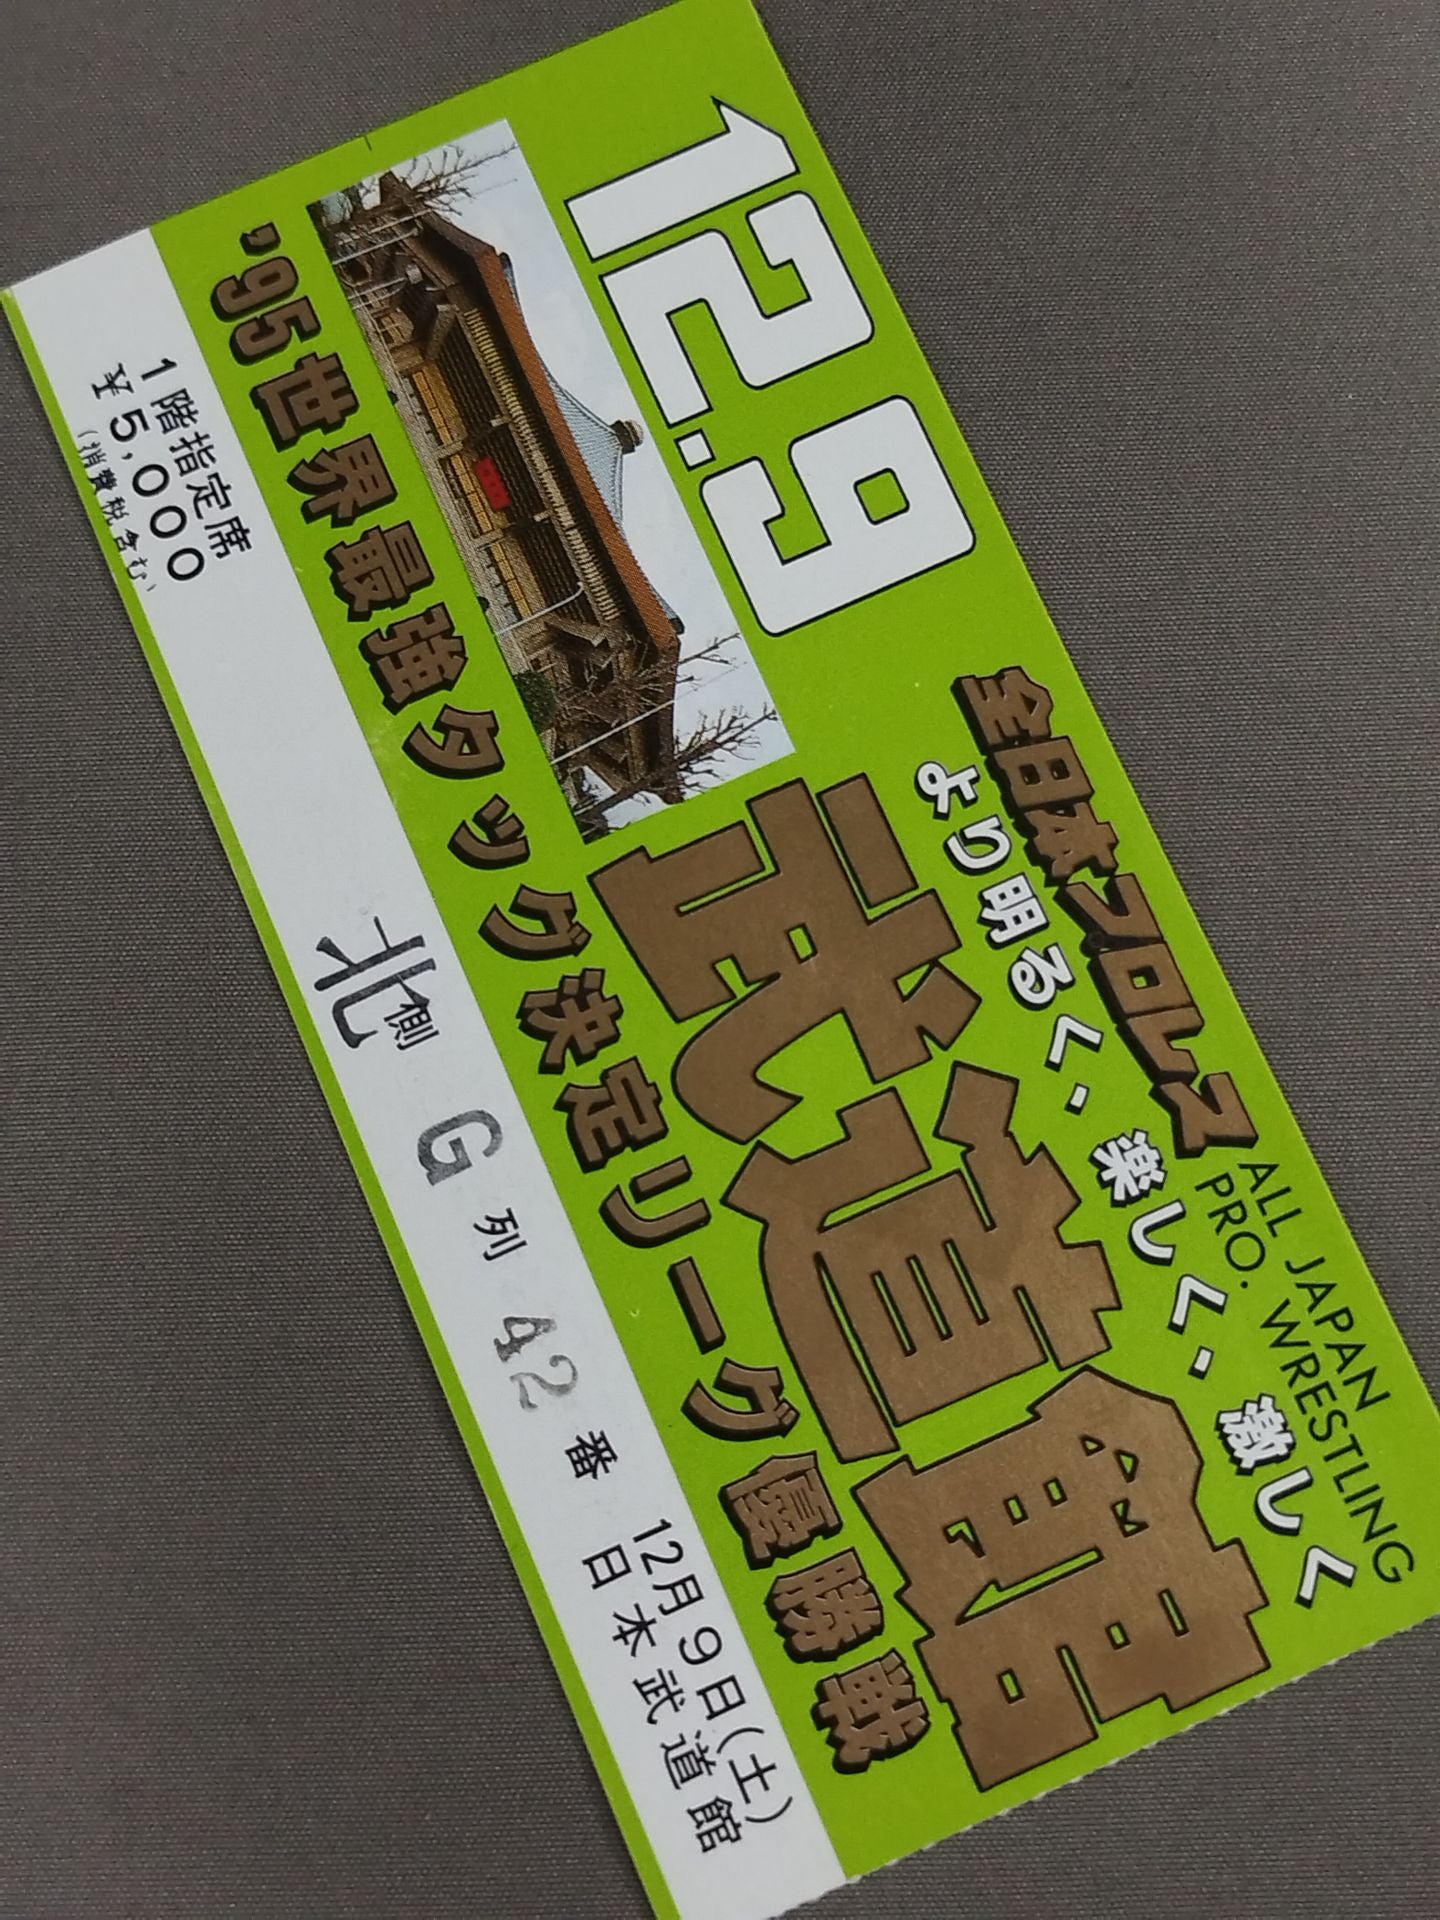 12.9
全日本プロレス
ALL JAPAN
PRO. WRESTLING
より明るく、楽しく、激しく
武道館
'95世界最強タッグ決定リーグ優勝戦
1階指定席
¥5,000
(消費税含む)
北側 G列 42番
12月9日(土)
日本武道館